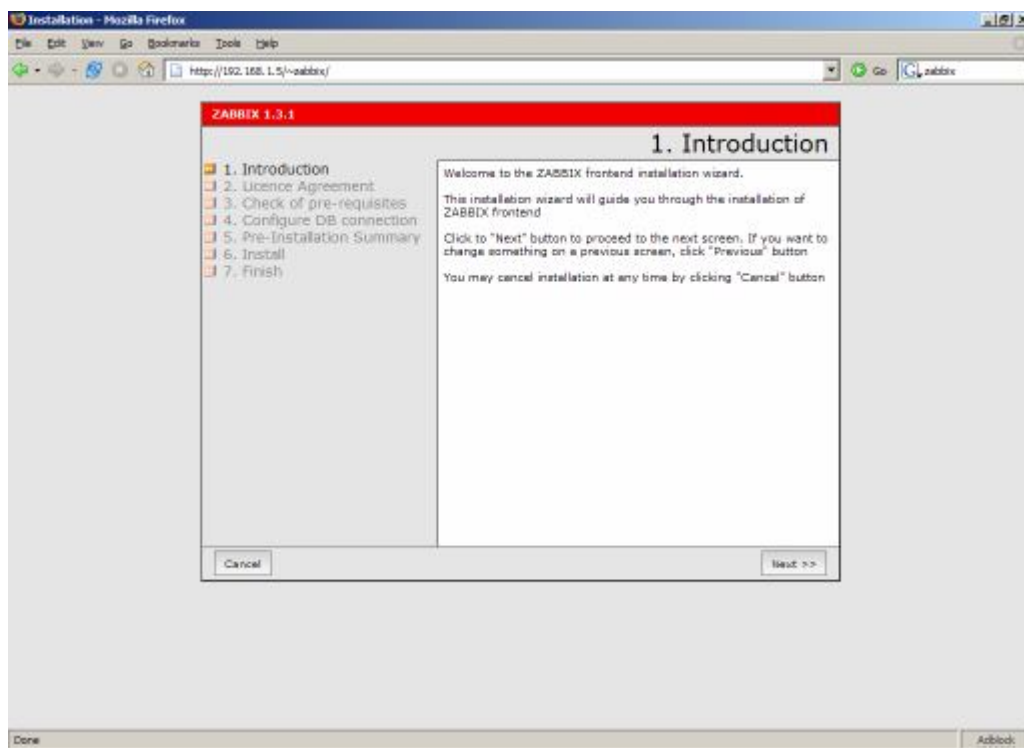 Installation - Mozilla Firefox
File Edit View Go Bookmarks Tools Help
http://192.168.1.5/~zabbix/
Go
G zabbix
ZABBIX 1.3.1
1. Introduction
1. Introduction
2. Licence Agreement
3. Check of pre-requisites
4. Configure DB connection
5. Pre-Installation Summary
6. Install
7. Finish
Welcome to the ZABBIX frontend installation wizard.
This installation wizard will guide you through the installation of
ZABBIX frontend
Click to "Next" button to proceed to the next screen. If you want to
change something on a previous screen, click "Previous" button
You may cancel installation at any time by clicking "Cancel" button
Cancel
Next >>
Done
Adblock